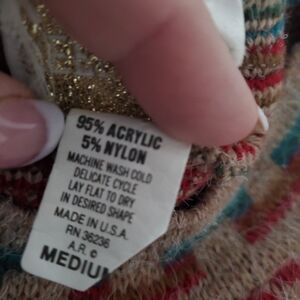 95% ACRYLIC
5% NYLON
MACHINE WASH COLD
DELICATE CYCLE
LAY FLAT TO DRY
IN DESIRED SHAPE
MADE IN U.S.A.
RN 36236
A.R. ©
MEDIUM